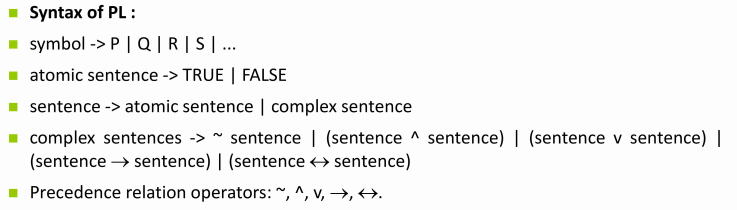 Syntax of PL :
symbol -> P | Q | R | S | ...
atomic sentence -> TRUE | FALSE
sentence -> atomic sentence | complex sentence
complex sentences -> ~ sentence | (sentence ^ sentence) | (sentence v sentence) |
(sentence → sentence) | (sentence ↔ sentence)
Precedence relation operators: ~, ^, v, →, ↔.